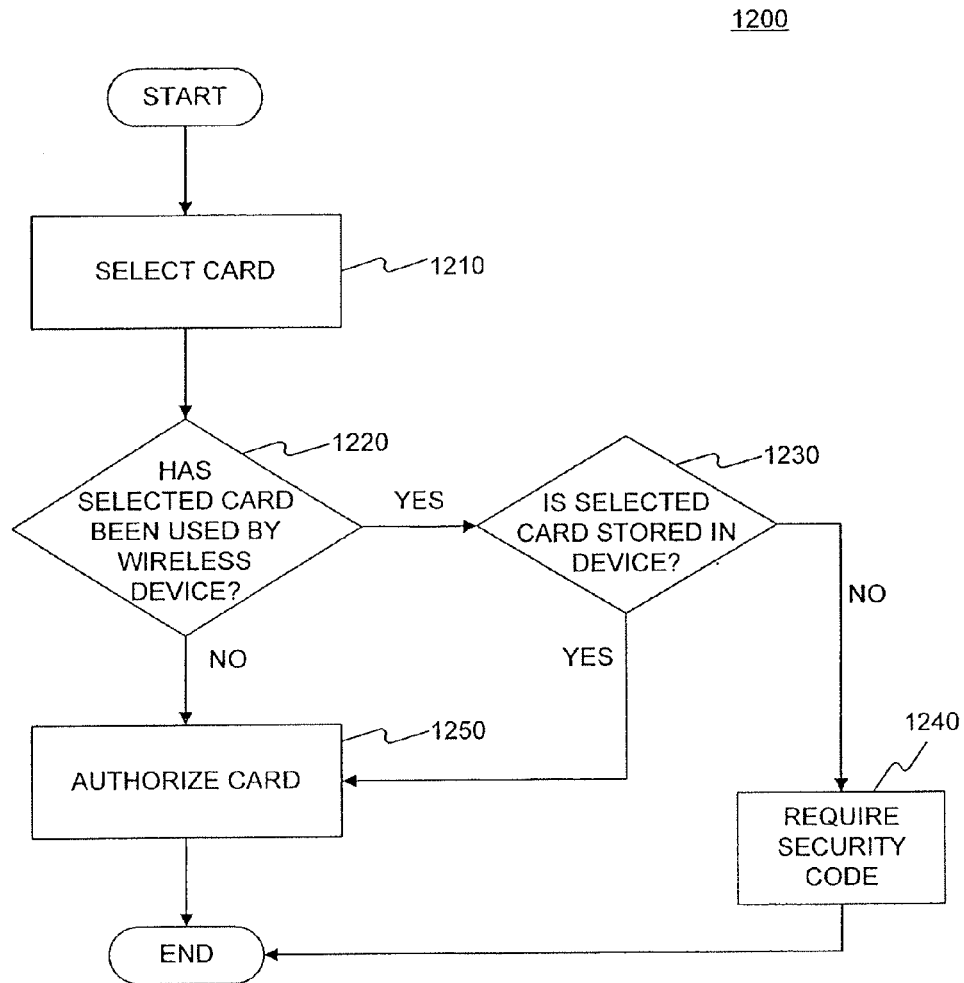 1200
START
SELECT CARD
1210
HAS
SELECTED CARD
BEEN USED BY
WIRELESS
DEVICE?
1220
YES
IS SELECTED
CARD STORED IN
DEVICE?
1230
NO
YES
NO
AUTHORIZE CARD
1250
REQUIRE
SECURITY
CODE
1240
END